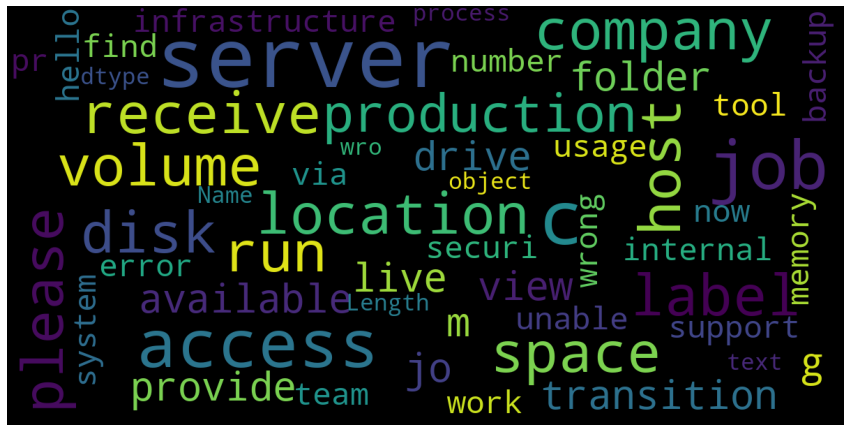 infrastructure process
find server company
hello dtype number folder backup
pr
receive production tool
wro host usage job
volume via drive
Name object
location c now
disk securi wrong internal
please error run live
memory
system available Length view label
access m unable support
space text
provide team jo g
work transition